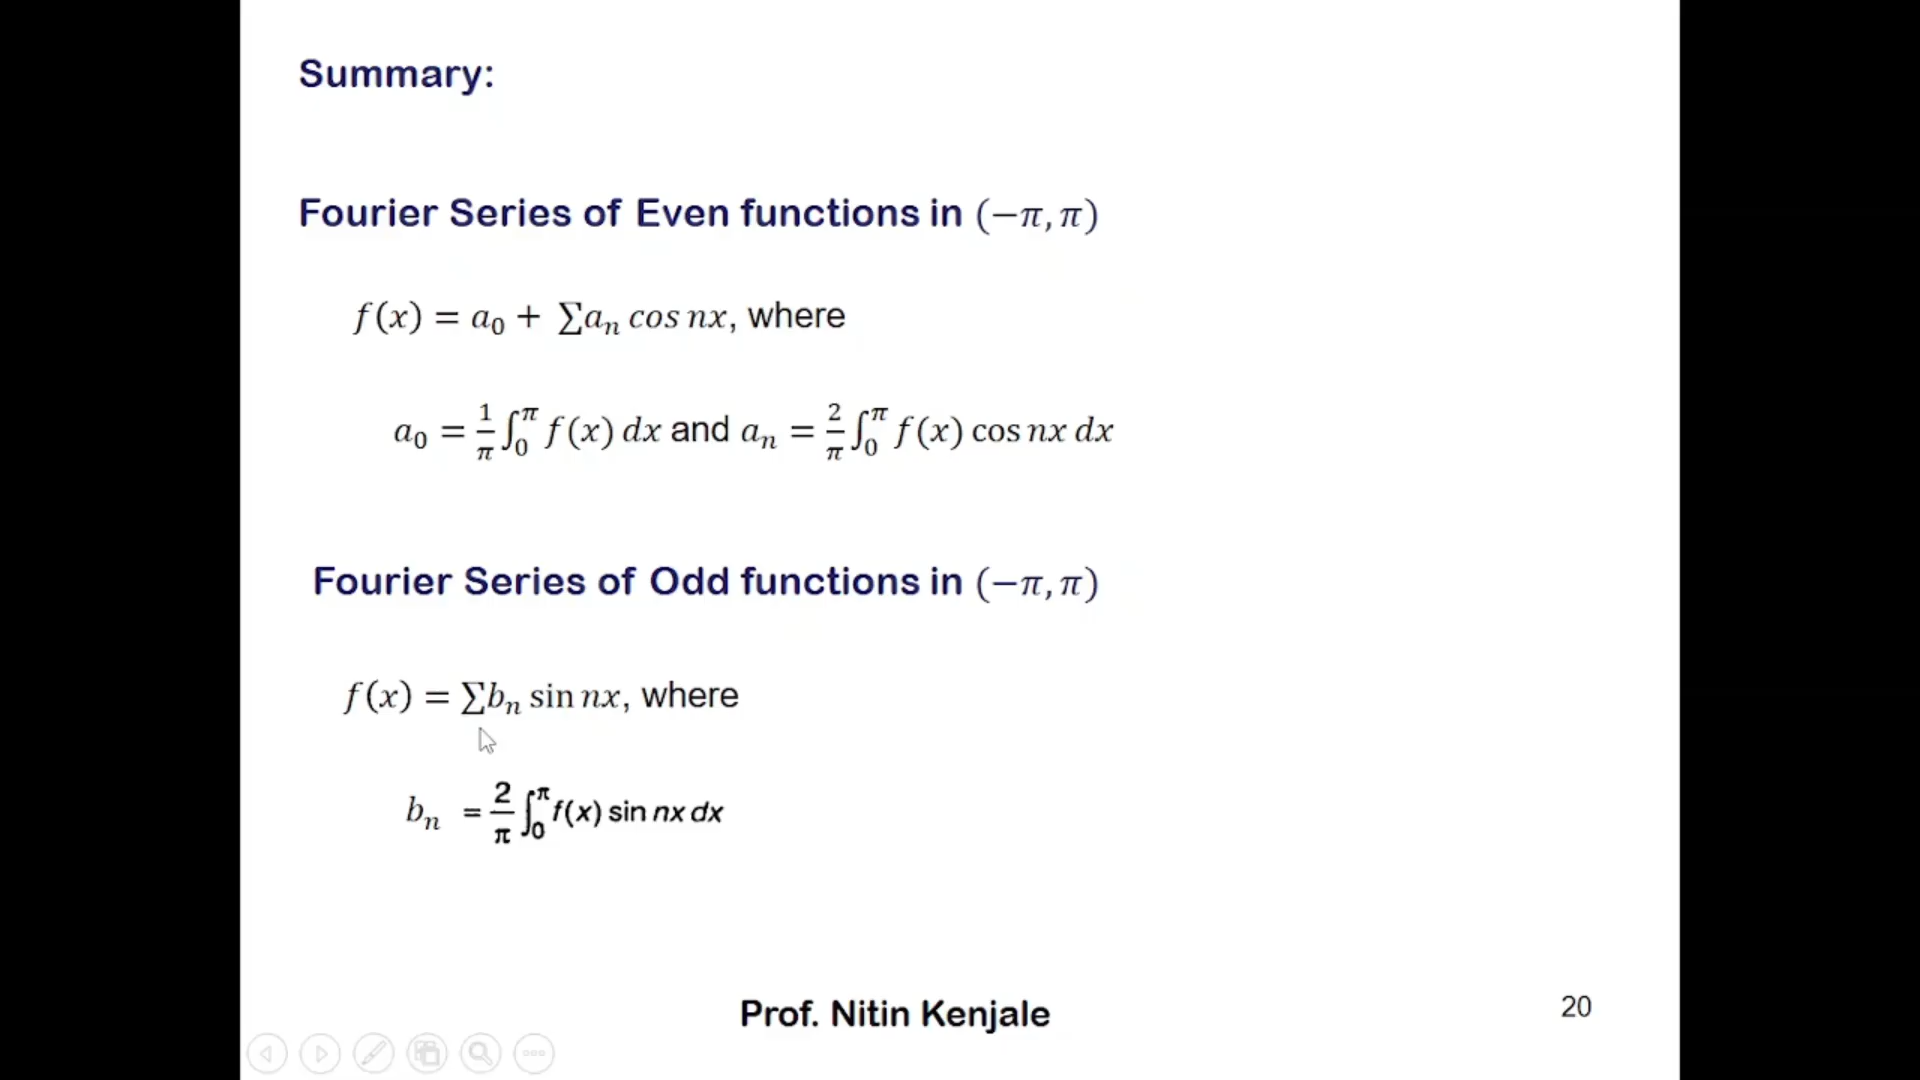 Summary:
Fourier Series of Even functions in (−π, π)
f(x) = a₀ + ∑aₙ cos nx, where
a₀ = 1/π ∫₀^π f(x) dx and aₙ = 2/π ∫₀^π f(x) cos nx dx
Fourier Series of Odd functions in (−π, π)
f(x) = ∑bₙ sin nx, where
bₙ = 2/π ∫₀^π f(x) sin nx dx
Prof. Nitin Kenjale
20